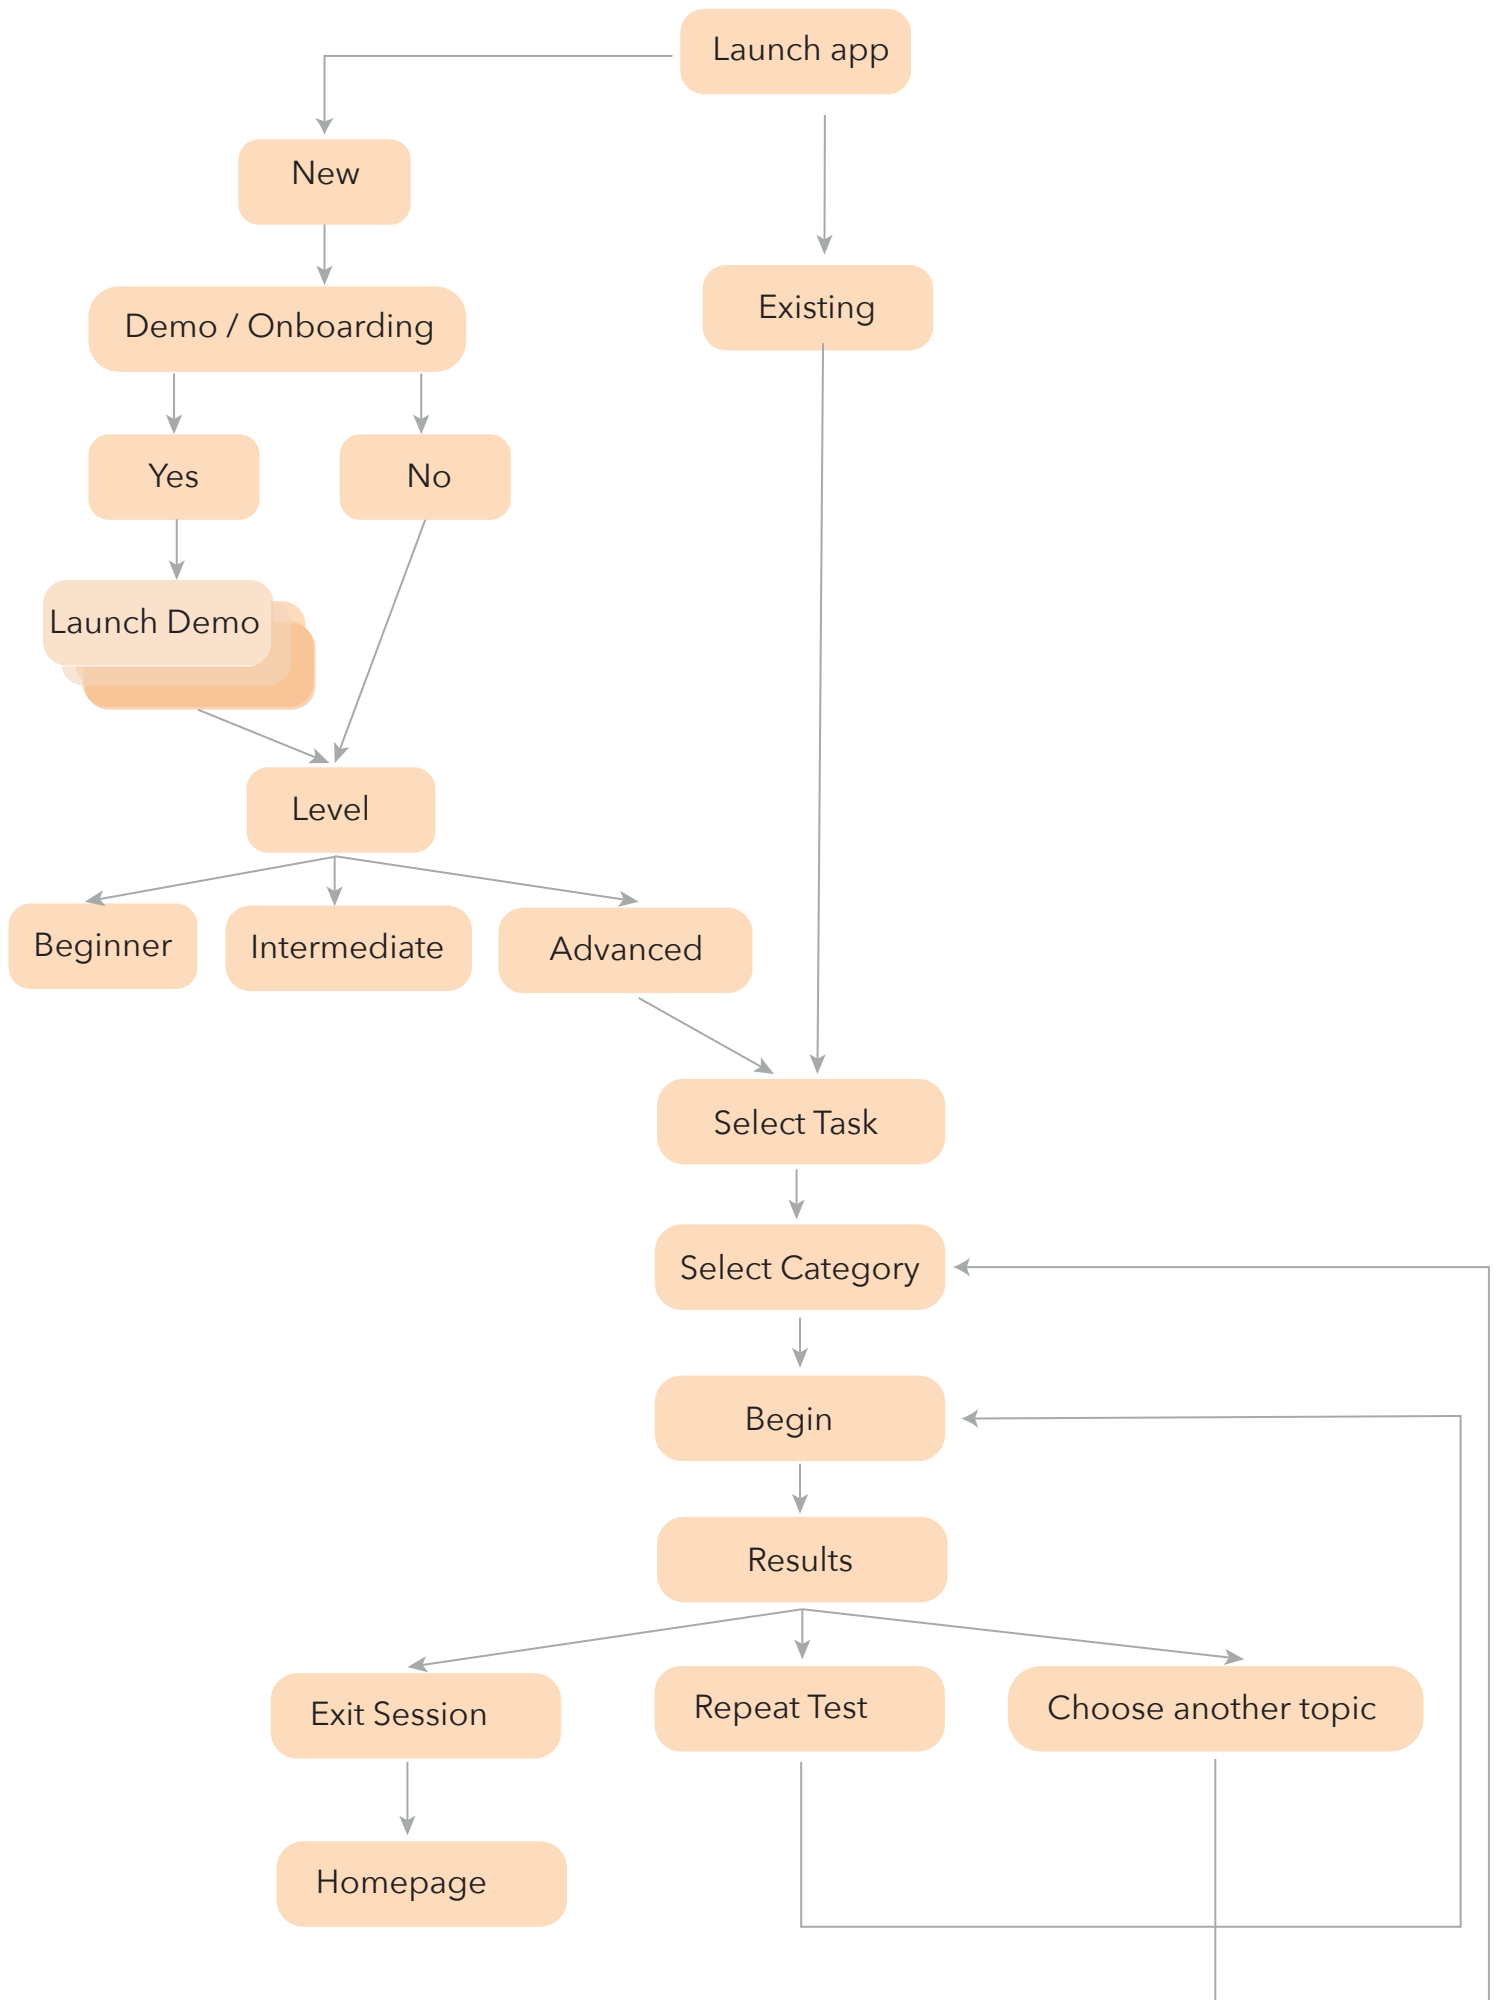 Launch app
New
Existing
Demo / Onboarding
Yes
No
Launch Demo
Level
Beginner
Intermediate
Advanced
Select Task
Select Category
Begin
Results
Exit Session
Repeat Test
Choose another topic
Homepage